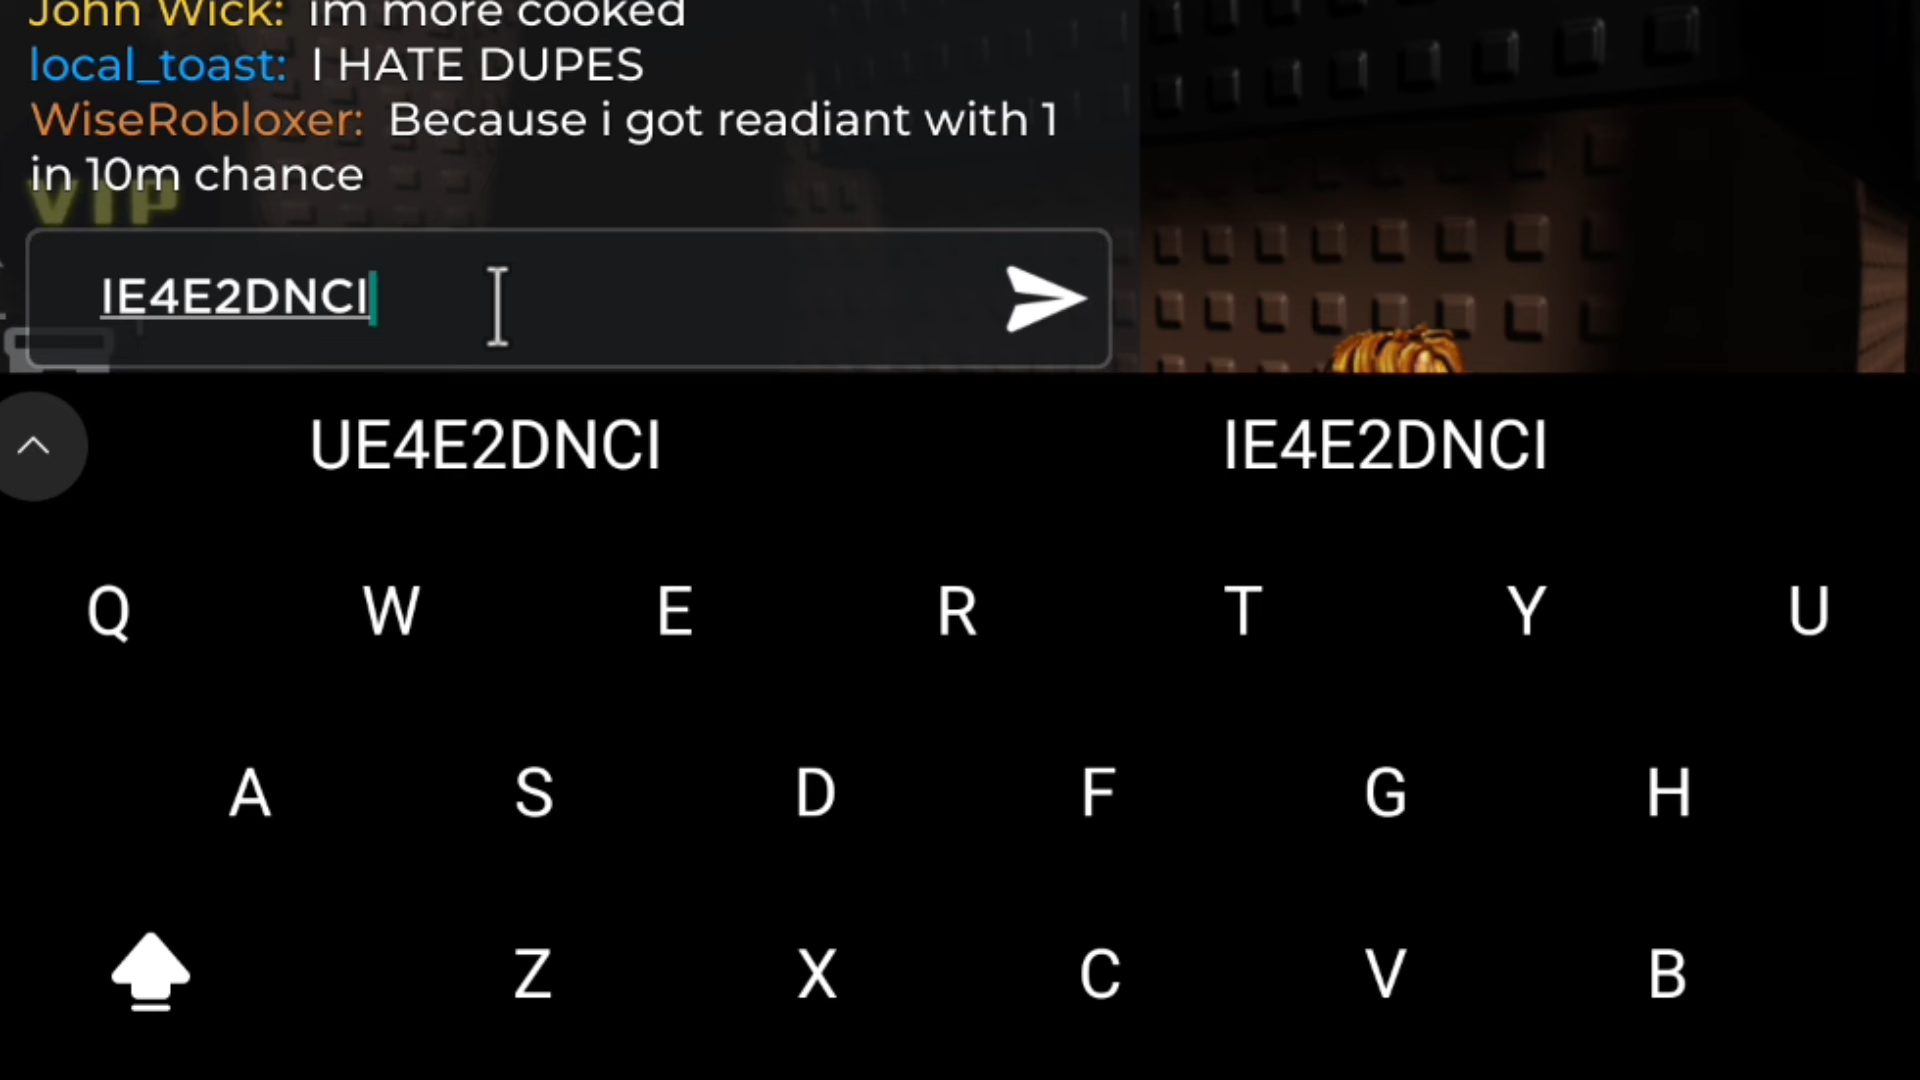 John Wick: im more cooked
local_toast: I HATE DUPES
WiseRobloxer: Because i got readiant with 1
in 10m chance
VIP
IE4E2DNCI
UE4E2DNCI IE4E2DNCI
Q W E R T Y U
A S D F G H
Z X C V B